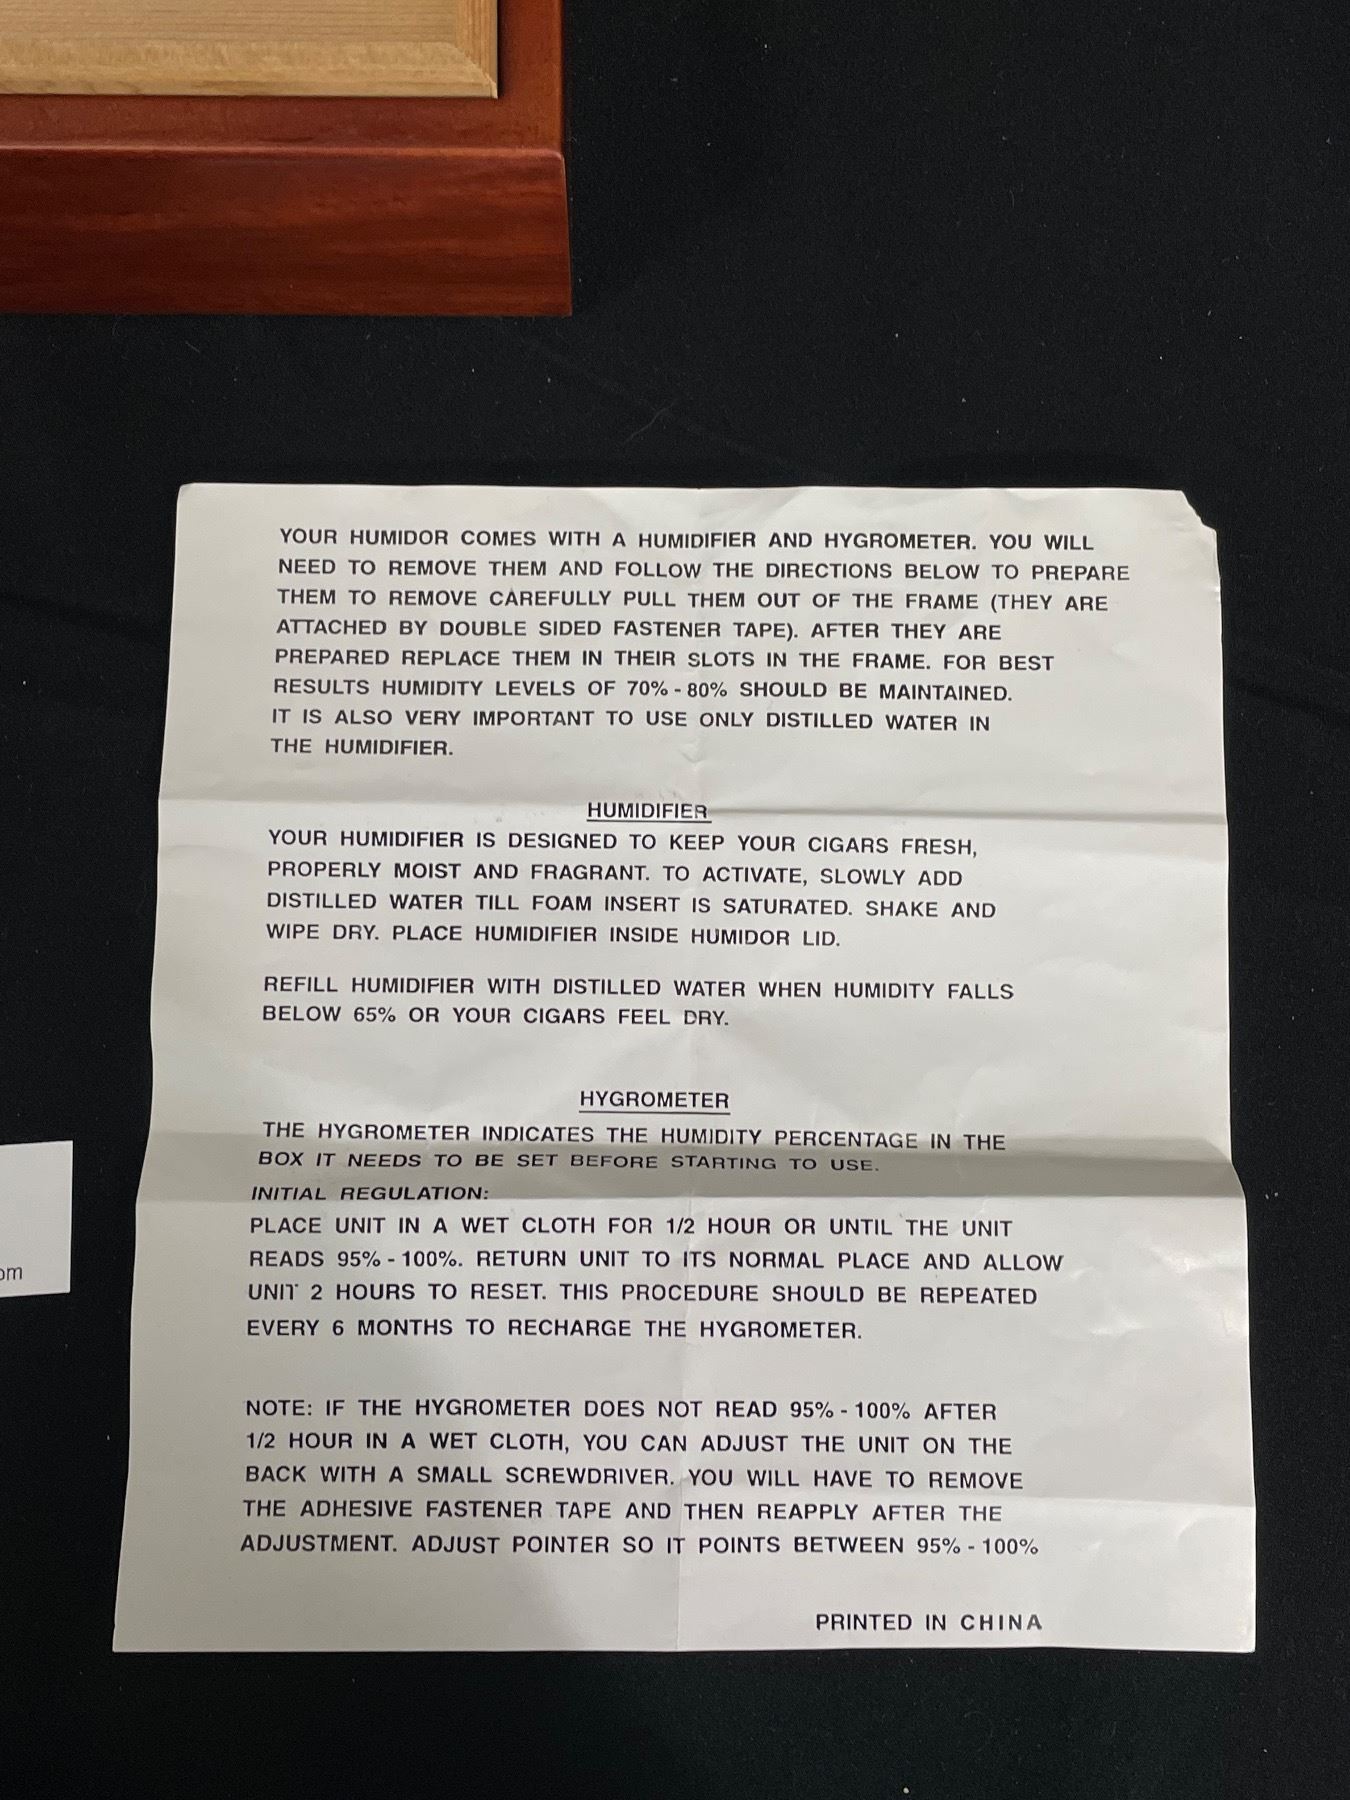 YOUR HUMIDOR COMES WITH A HUMIDIFIER AND HYGROMETER. YOU WILL
NEED TO REMOVE THEM AND FOLLOW THE DIRECTIONS BELOW TO PREPARE
THEM TO REMOVE CAREFULLY PULL THEM OUT OF THE FRAME (THEY ARE
ATTACHED BY DOUBLE SIDED FASTENER TAPE). AFTER THEY ARE
PREPARED REPLACE THEM IN THEIR SLOTS IN THE FRAME. FOR BEST
RESULTS HUMIDITY LEVELS OF 70% - 80% SHOULD BE MAINTAINED.
IT IS ALSO VERY IMPORTANT TO USE ONLY DISTILLED WATER IN
THE HUMIDIFIER.
HUMIDIFIER
YOUR HUMIDIFIER IS DESIGNED TO KEEP YOUR CIGARS FRESH,
PROPERLY MOIST AND FRAGRANT. TO ACTIVATE, SLOWLY ADD
DISTILLED WATER TILL FOAM INSERT IS SATURATED. SHAKE AND
WIPE DRY. PLACE HUMIDIFIER INSIDE HUMIDOR LID.
REFILL HUMIDIFIER WITH DISTILLED WATER WHEN HUMIDITY FALLS
BELOW 65% OR YOUR CIGARS FEEL DRY.
HYGROMETER
THE HYGROMETER INDICATES THE HUMIDITY PERCENTAGE IN THE
BOX IT NEEDS TO BE SET BEFORE STARTING TO USE.
INITIAL REGULATION:
PLACE UNIT IN A WET CLOTH FOR 1/2 HOUR OR UNTIL THE UNIT
READS 95% - 100%. RETURN UNIT TO ITS NORMAL PLACE AND ALLOW
UNIT 2 HOURS TO RESET. THIS PROCEDURE SHOULD BE REPEATED
EVERY 6 MONTHS TO RECHARGE THE HYGROMETER.
NOTE: IF THE HYGROMETER DOES NOT READ 95% - 100% AFTER
1/2 HOUR IN A WET CLOTH, YOU CAN ADJUST THE UNIT ON THE
BACK WITH A SMALL SCREWDRIVER. YOU WILL HAVE TO REMOVE
THE ADHESIVE FASTENER TAPE AND THEN REAPPLY AFTER THE
ADJUSTMENT. ADJUST POINTER SO IT POINTS BETWEEN 95% - 100%
PRINTED IN CHINA